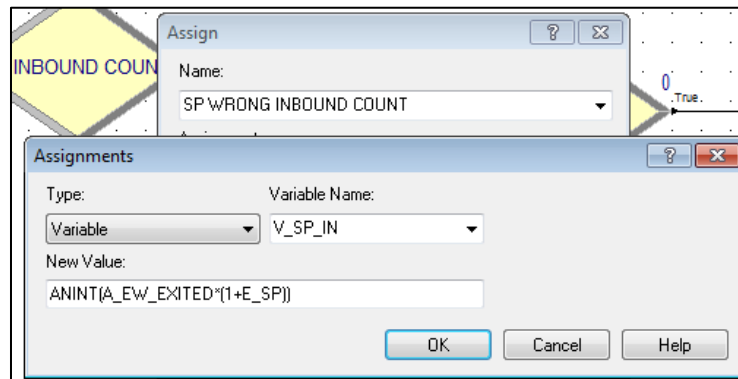 INBOUND COUN
Assign
Name:
SP WRONG INBOUND COUNT
0
True
Assignments
Type:
Variable Name:
Variable
V_SP_IN
New Value:
ANINT(A_EW_EXITED*(1+E_SP))
OK
Cancel
Help